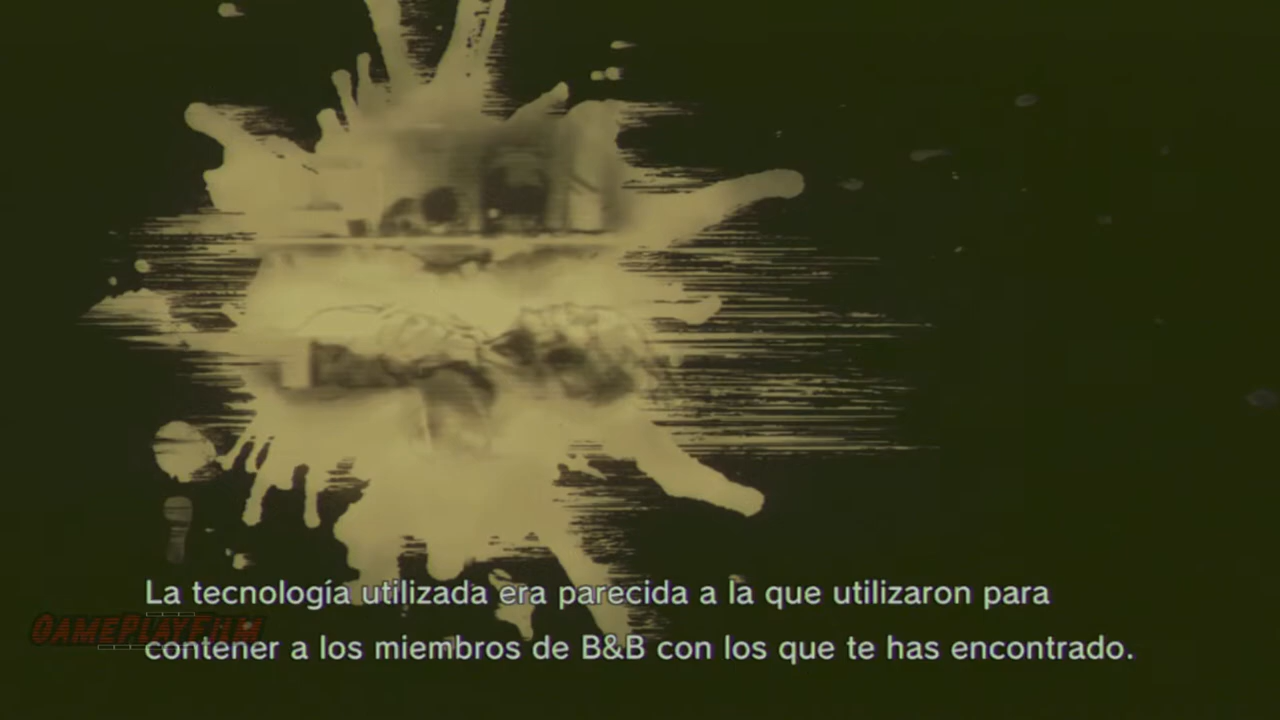 La tecnología utilizada era parecida a la que utilizaron para
GAMEPLAYFILM
contener a los miembros de B&B con los que te has encontrado.